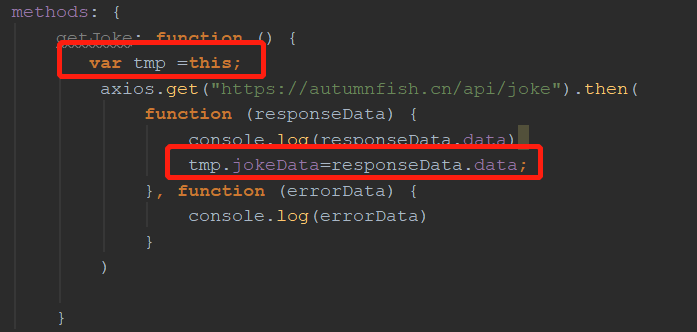 methods: {
getJoke: function () {
var tmp =this;
axios.get("https://autumnfish.cn/api/joke").then(
function (responseData) {
console.log(responseData.data)
tmp.jokeData=responseData.data;
}, function (errorData) {
console.log(errorData)
}
)
}